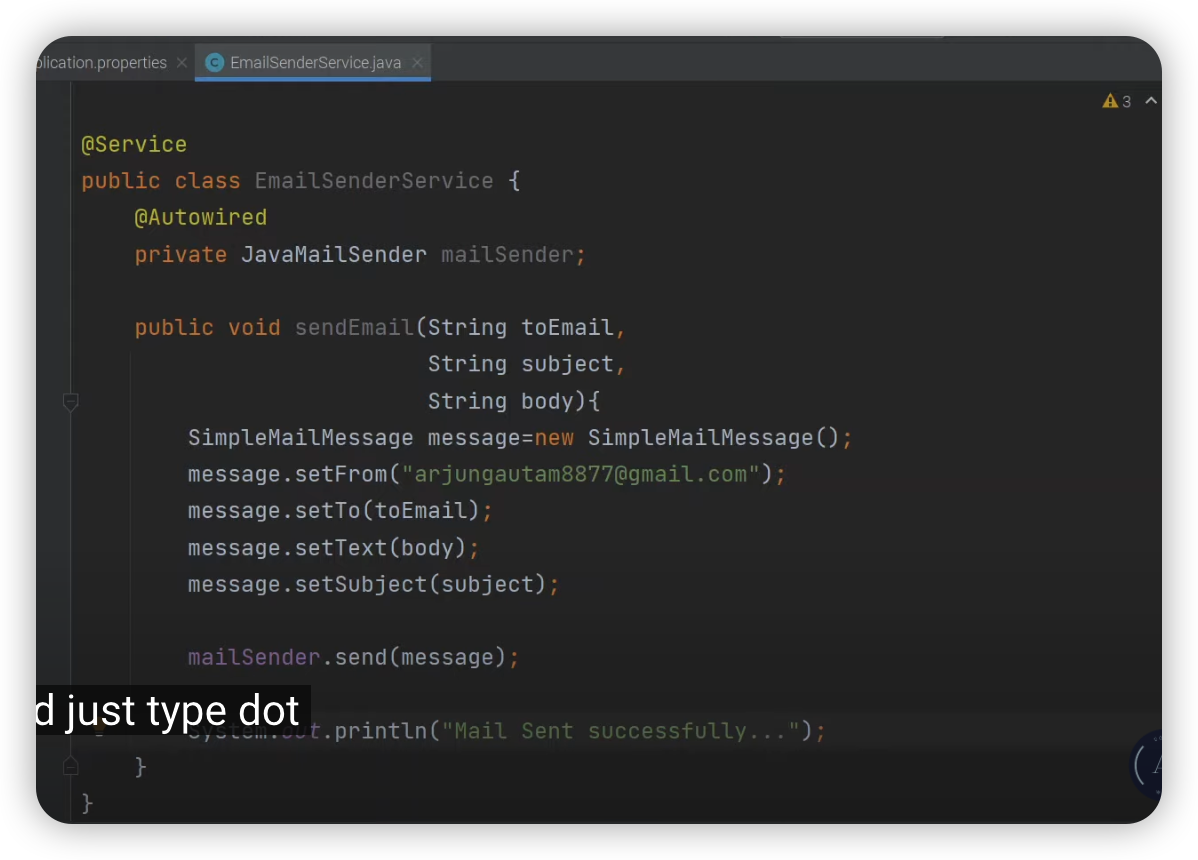 plication.properties
EmailSenderService.java
3
@Service
public class EmailSenderService {
@Autowired
private JavaMailSender mailSender;
public void sendEmail(String toEmail,
String subject,
String body){
SimpleMailMessage message=new SimpleMailMessage();
message.setFrom("arjungautam8877@gmail.com");
message.setTo(toEmail);
message.setText(body);
message.setSubject(subject);
mailSender.send(message);
d just type dot
System.out.println("Mail Sent successfully...");
}
}